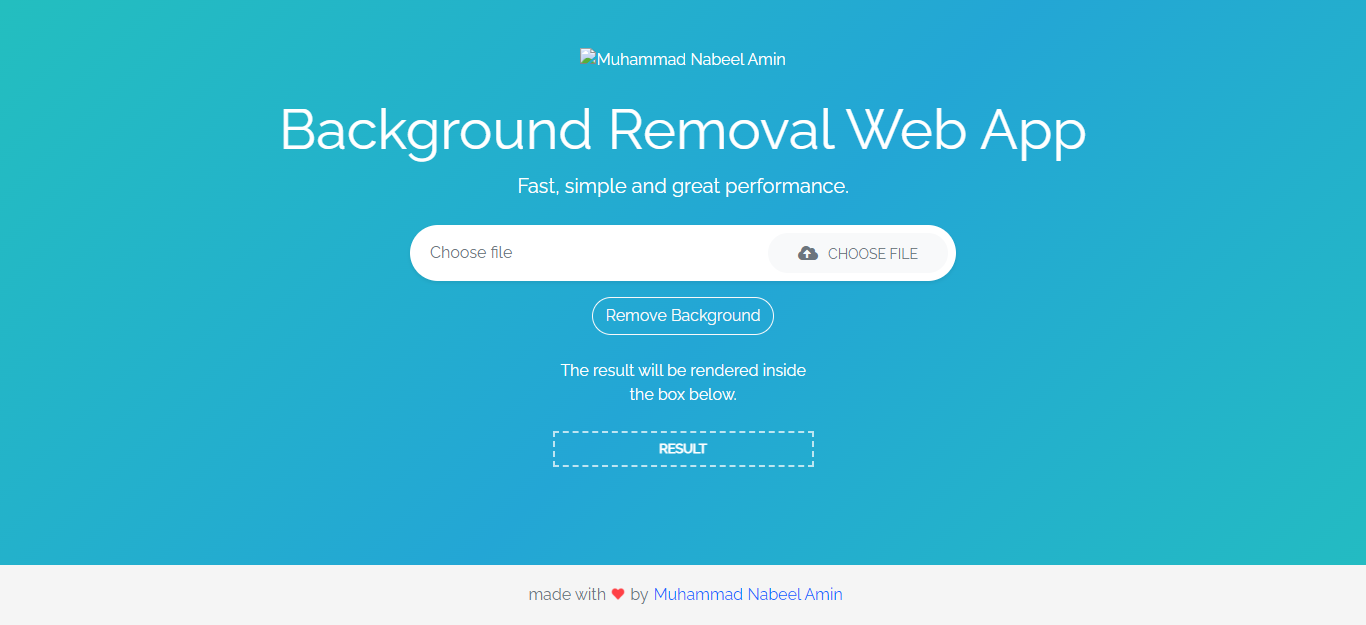 Muhammad Nabeel Amin
Background Removal Web App
Fast, simple and great performance.
Choose file
CHOOSE FILE
Remove Background
The result will be rendered inside
the box below.
RESULT
made with ❤ by Muhammad Nabeel Amin